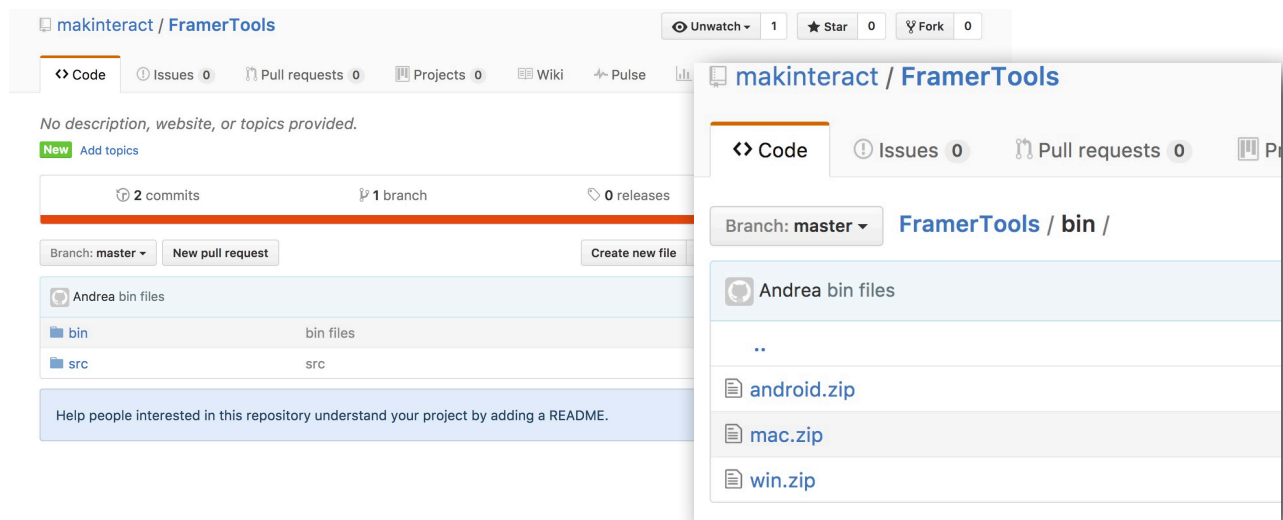 makinteract / FramerTools
Unwatch 1 Star 0 Fork 0
Code Issues 0 Pull requests 0 Projects 0 Wiki Pulse
No description, website, or topics provided.
New Add topics
2 commits 1 branch 0 releases
Branch: master New pull request Create new file
Andrea bin files
bin bin files
src src
Help people interested in this repository understand your project by adding a README.
makinteract / FramerTools
Code Issues 0 Pull requests 0 Pr
Branch: master FramerTools / bin /
Andrea bin files
..
android.zip
mac.zip
win.zip